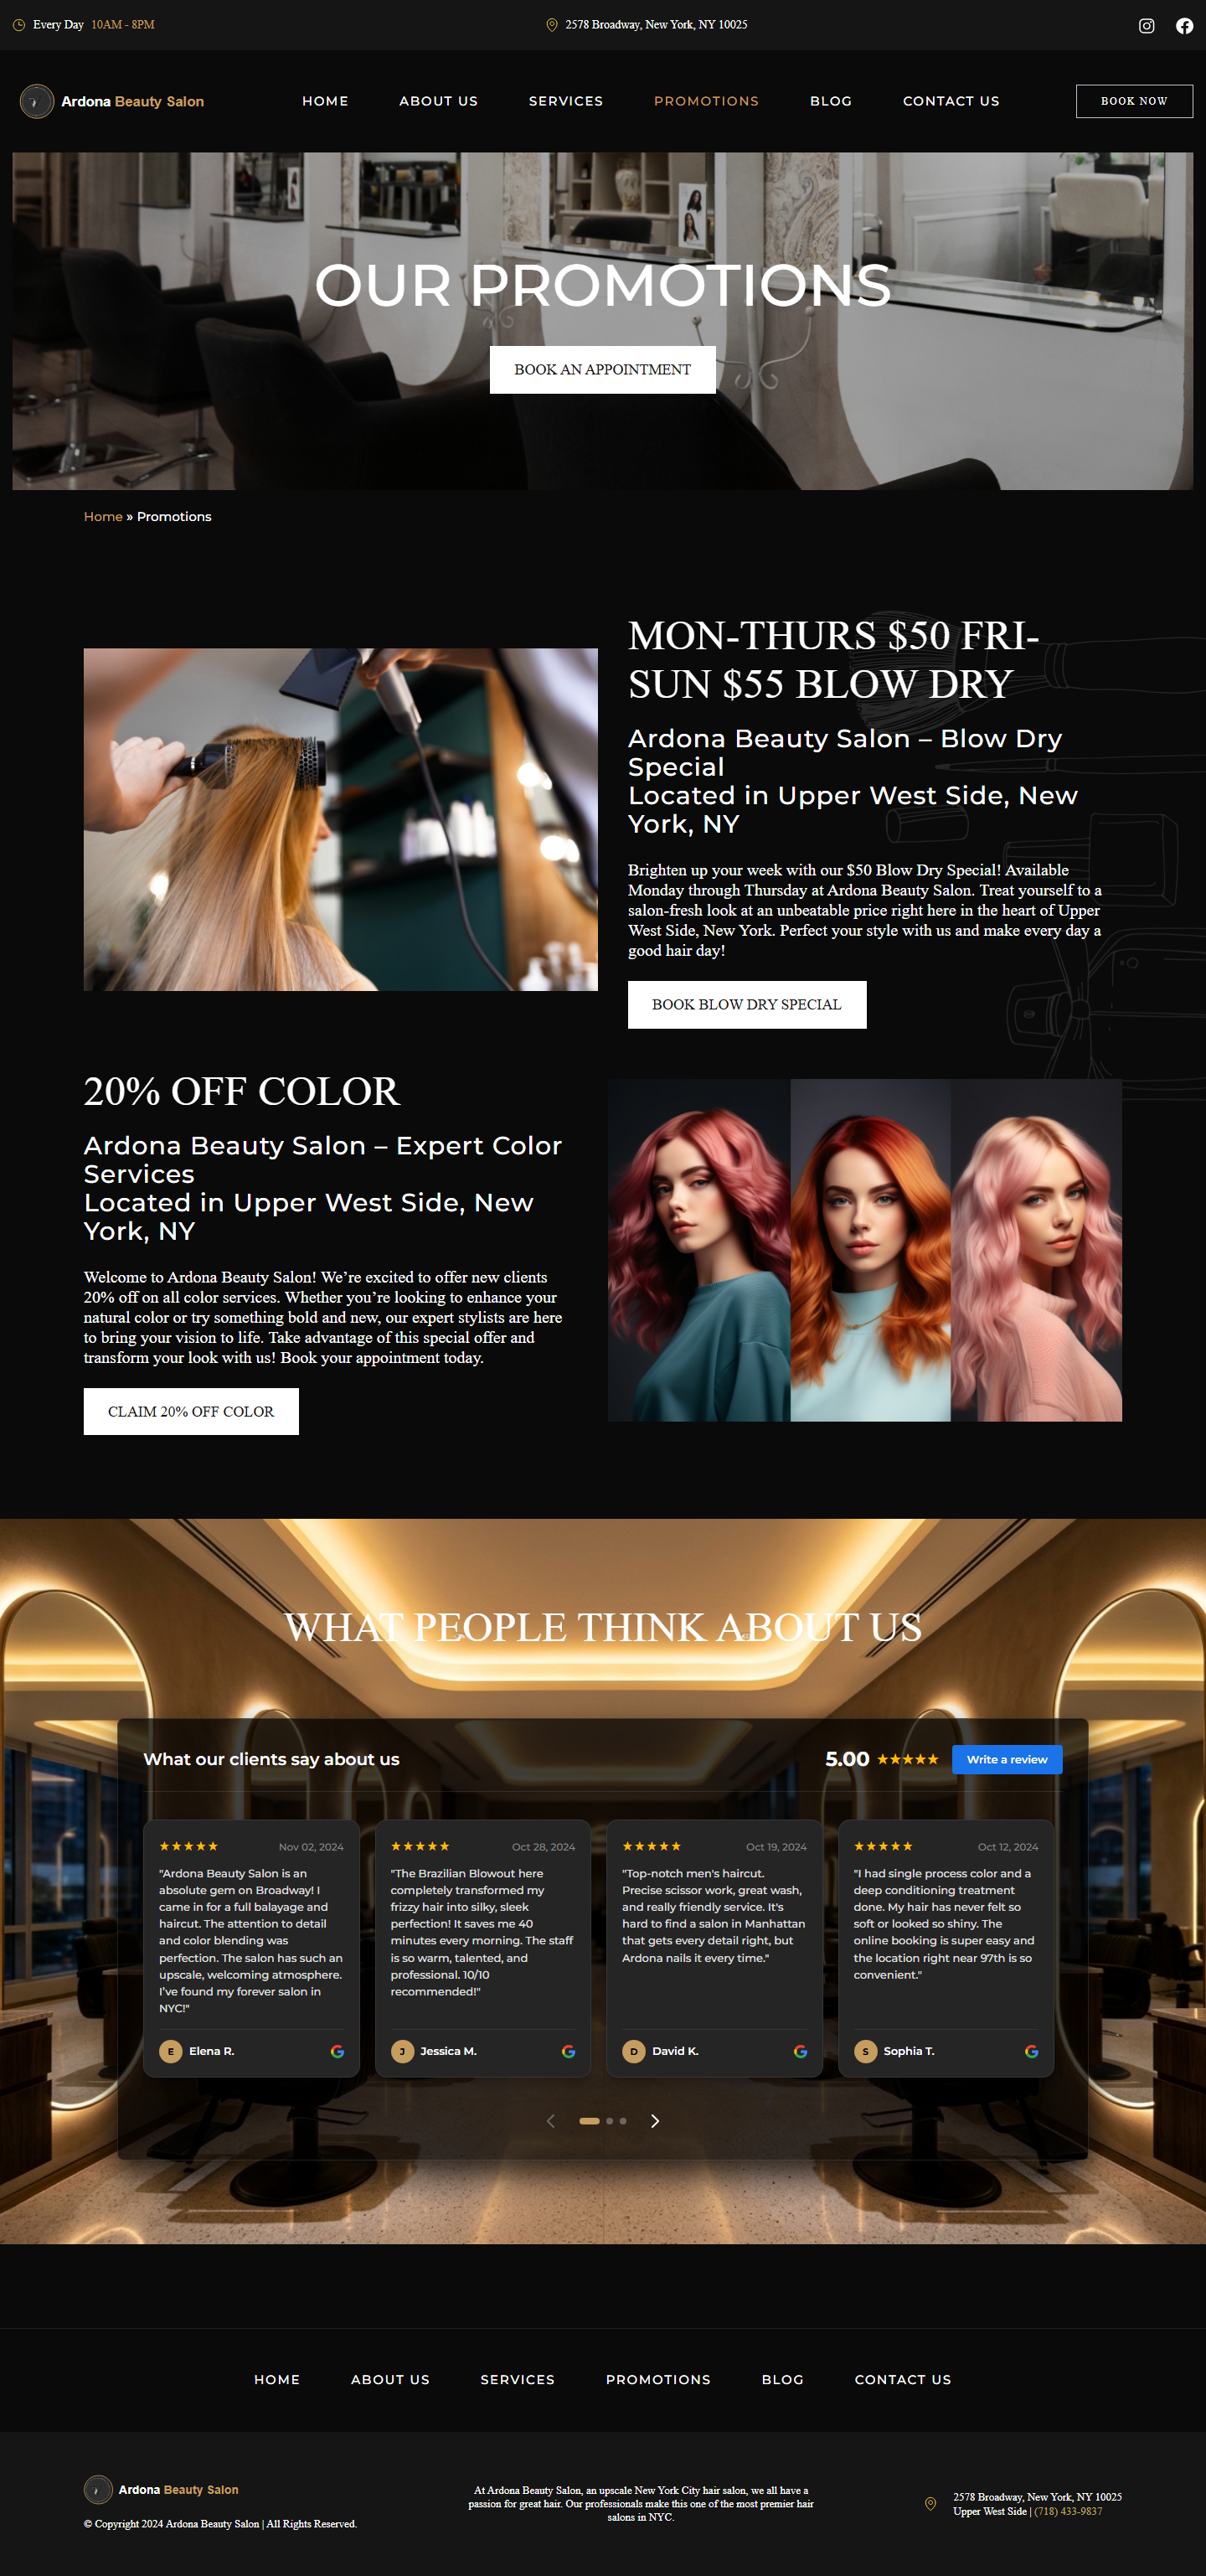 Every Day 10AM - 8PM
2578 Broadway, New York, NY 10025
Ardona Beauty Salon
HOME
ABOUT US
SERVICES
PROMOTIONS
BLOG
CONTACT US
BOOK NOW
OUR PROMOTIONS
BOOK AN APPOINTMENT
Home » Promotions
MON-THURS $50 FRI-
SUN $55 BLOW DRY
Ardona Beauty Salon – Blow Dry
Special
Located in Upper West Side, New
York, NY
Brighten up your week with our $50 Blow Dry Special! Available
Monday through Thursday at Ardona Beauty Salon. Treat yourself to a
salon-fresh look at an unbeatable price right here in the heart of Upper
West Side, New York. Perfect your style with us and make every day a
good hair day!
BOOK BLOW DRY SPECIAL
20% OFF COLOR
Ardona Beauty Salon – Expert Color
Services
Located in Upper West Side, New
York, NY
Welcome to Ardona Beauty Salon! We’re excited to offer new clients
20% off on all color services. Whether you’re looking to enhance your
natural color or try something bold and new, our expert stylists are here
to bring your vision to life. Take advantage of this special offer and
transform your look with us! Book your appointment today.
CLAIM 20% OFF COLOR
WHAT PEOPLE THINK ABOUT US
What our clients say about us
5.00 ★★★★★
Write a review
★★★★★ Nov 02, 2024
"Ardona Beauty Salon is an
absolute gem on Broadway! I
came in for a full balayage and
haircut. The attention to detail
and color blending was
perfection. The salon has such an
upscale, welcoming atmosphere.
I've found my forever salon in
NYC!"
E Elena R.
★★★★★ Oct 28, 2024
"The Brazilian Blowout here
completely transformed my
frizzy hair into silky, sleek
perfection! It saves me 40
minutes every morning. The staff
is so warm, talented, and
professional. 10/10
recommended!"
J Jessica M.
★★★★★ Oct 19, 2024
"Top-notch men's haircut.
Precise scissor work, great wash,
and really friendly service. It's
hard to find a salon in Manhattan
that gets every detail right, but
Ardona nails it every time."
D David K.
★★★★★ Oct 12, 2024
"I had single process color and a
deep conditioning treatment
done. My hair has never felt so
soft or looked so shiny. The
online booking is super easy and
the location right near 97th is so
convenient."
S Sophia T.
HOME
ABOUT US
SERVICES
PROMOTIONS
BLOG
CONTACT US
Ardona Beauty Salon
© Copyright 2024 Ardona Beauty Salon | All Rights Reserved.
At Ardona Beauty Salon, an upscale New York City hair salon, we all have a
passion for great hair. Our professionals make this one of the most premier hair
salons in NYC.
2578 Broadway, New York, NY 10025
Upper West Side | (718) 433-9837